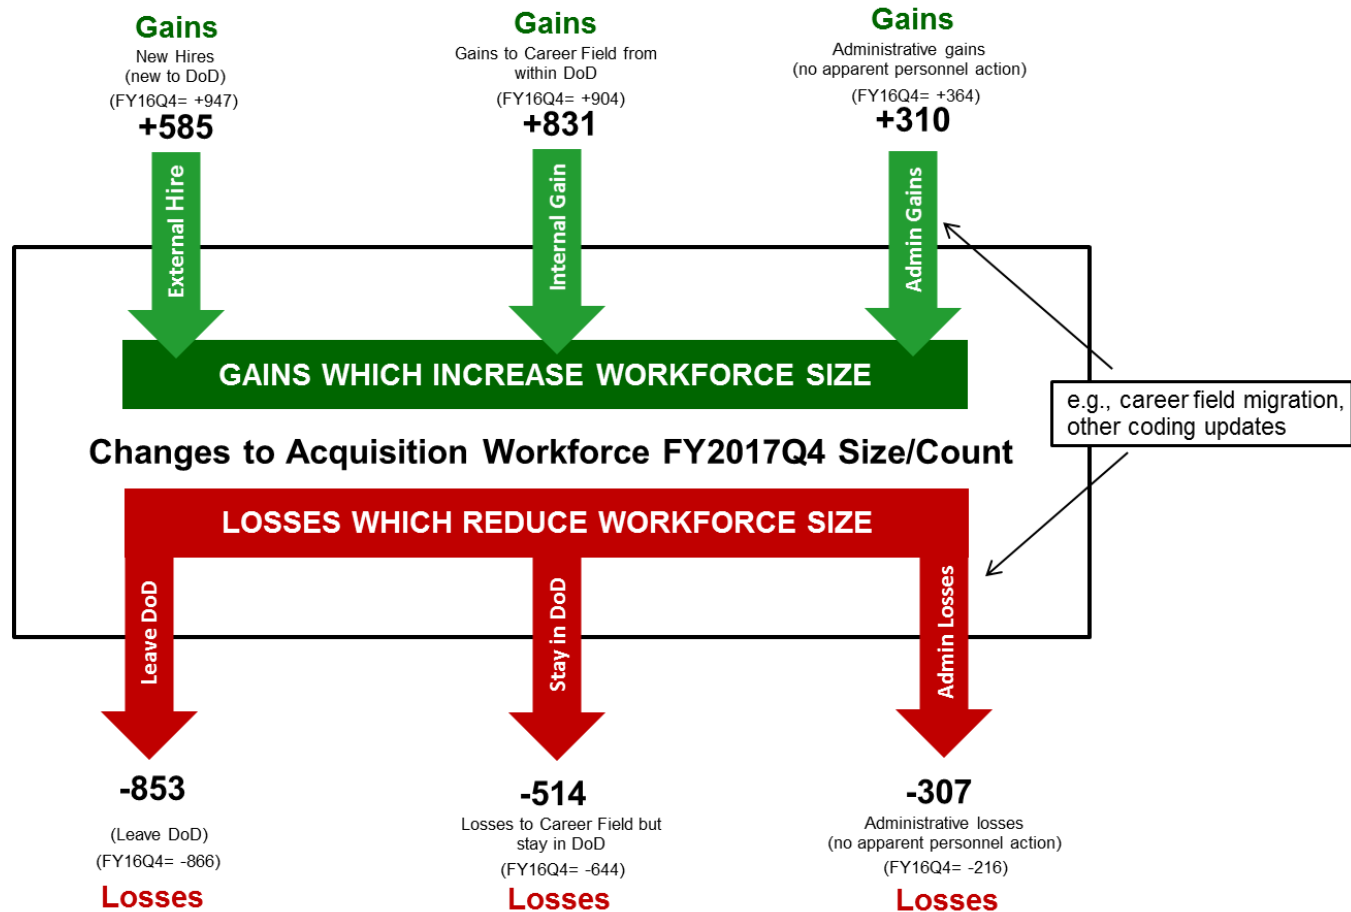 Gains
New Hires
(new to DoD)
(FY16Q4= +947)
+585
External Hire
Gains
Gains to Career Field from
within DoD
(FY16Q4= +904)
+831
Internal Gain
Gains
Administrative gains
(no apparent personnel action)
(FY16Q4= +364)
+310
Admin Gains
GAINS WHICH INCREASE WORKFORCE SIZE
e.g., career field migration,
other coding updates
Changes to Acquisition Workforce FY2017Q4 Size/Count
LOSSES WHICH REDUCE WORKFORCE SIZE
Leave DoD
-853
(Leave DoD)
(FY16Q4= -866)
Losses
Stay in DoD
-514
Losses to Career Field but
stay in DoD
(FY16Q4= -644)
Losses
Admin Losses
-307
Administrative losses
(no apparent personnel action)
(FY16Q4= -216)
Losses